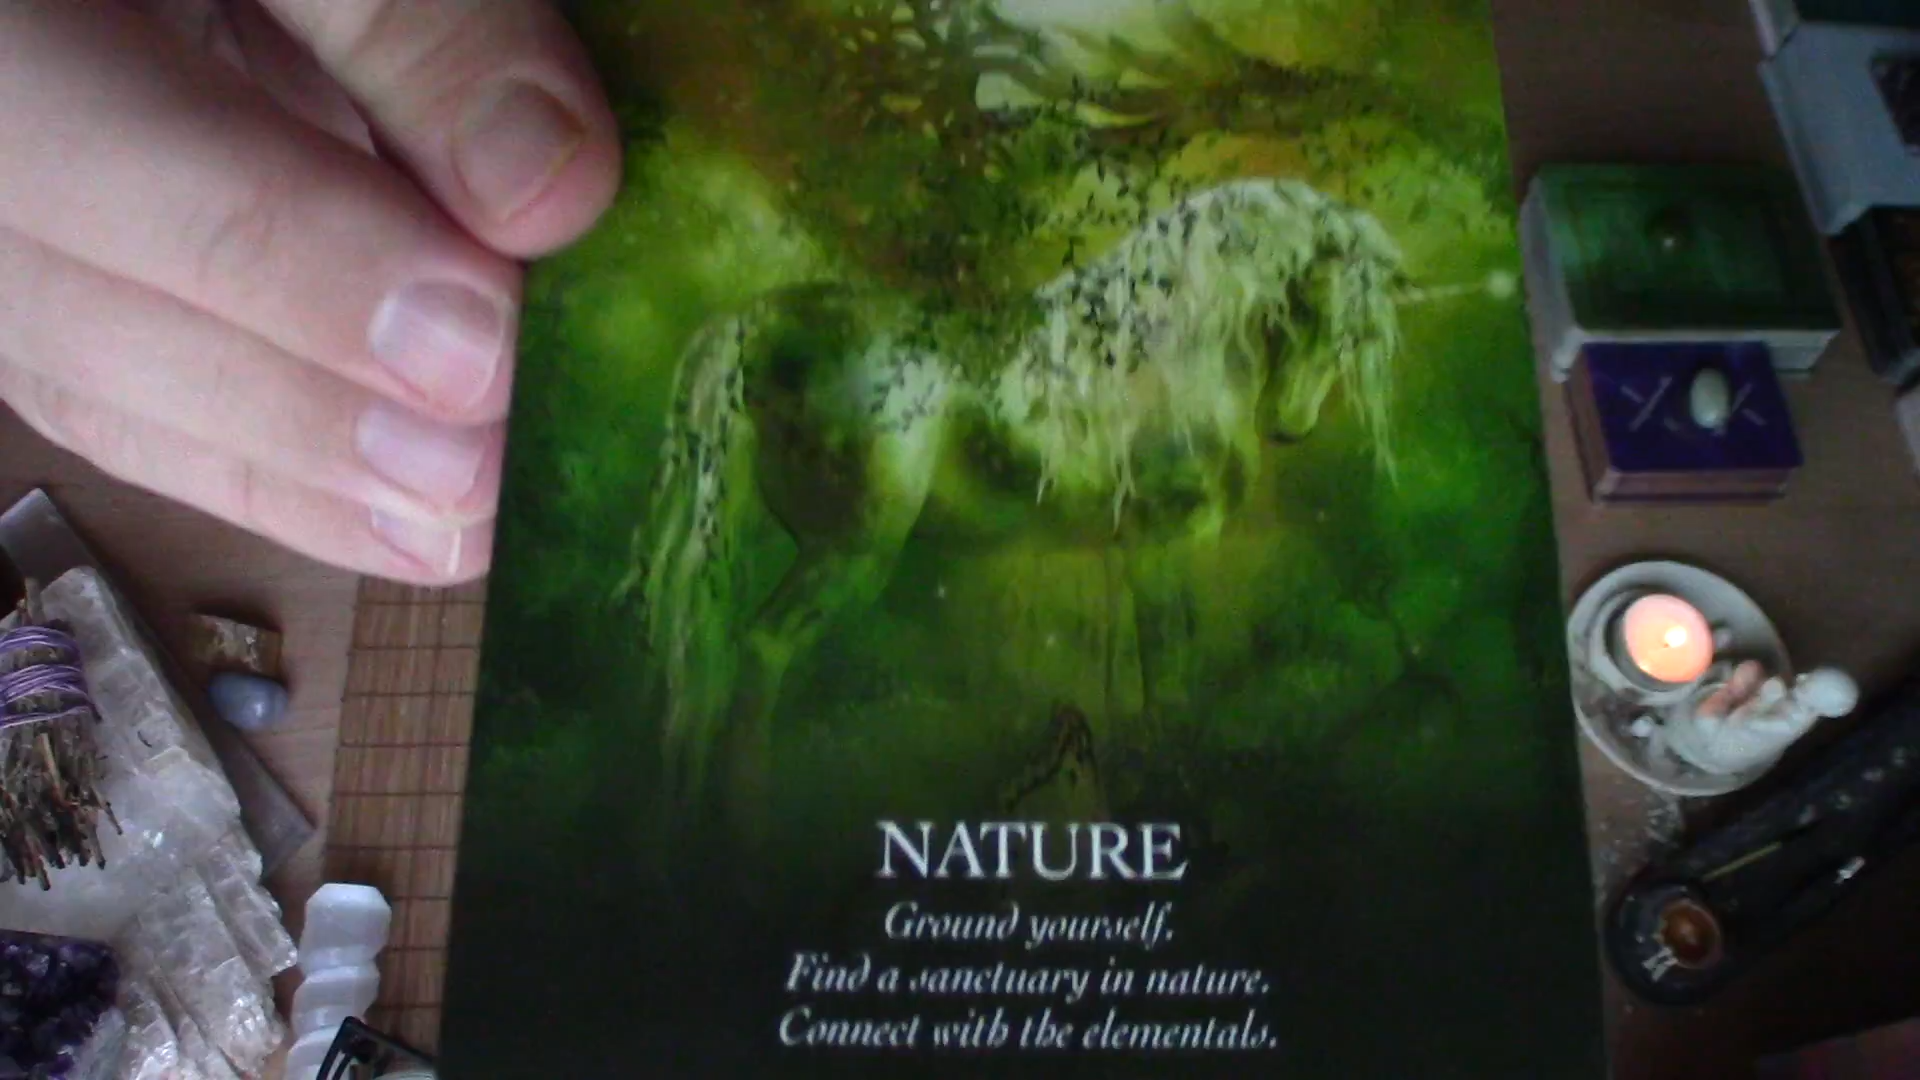 NATURE
Ground yourself.
Find a sanctuary in nature.
Connect with the elementals.